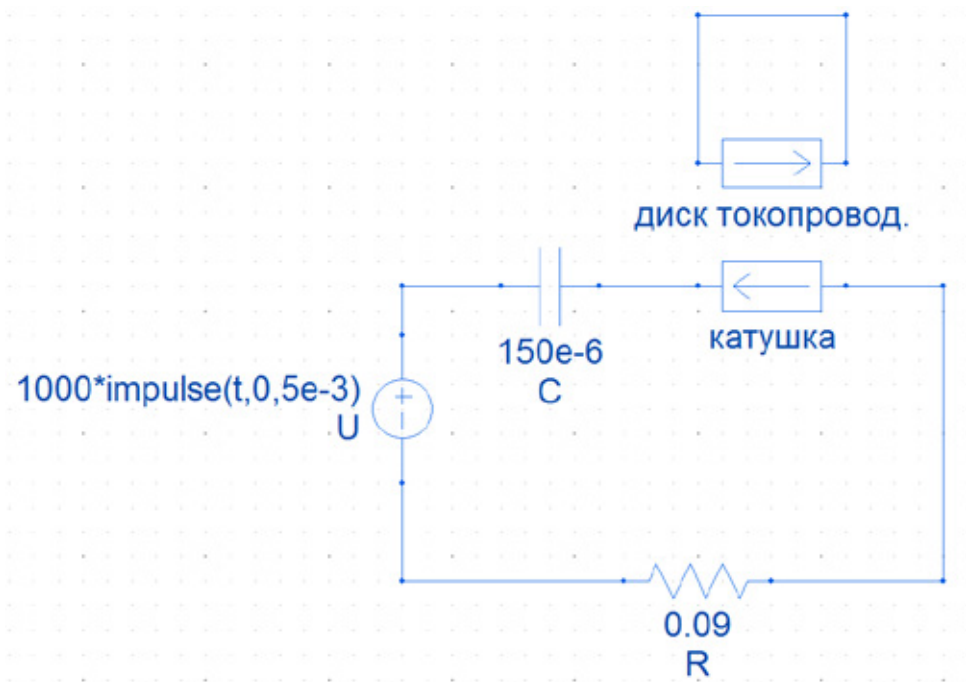 диск токопровод.
150e-6
C
катушка
1000*impulse(t,0,5e-3)
U
+
0.09
R